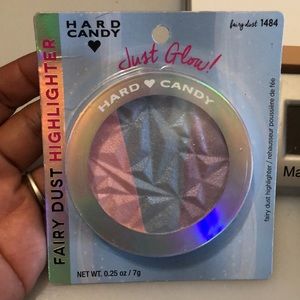 HARD
CANDY
fairy dust 1484
Just Glow!
HARD CANDY
FAIRY DUST HIGHLIGHTER
fairy dust highlighter / rehausseur poussière de fée
NET WT. 0.25 oz / 7g
Ma